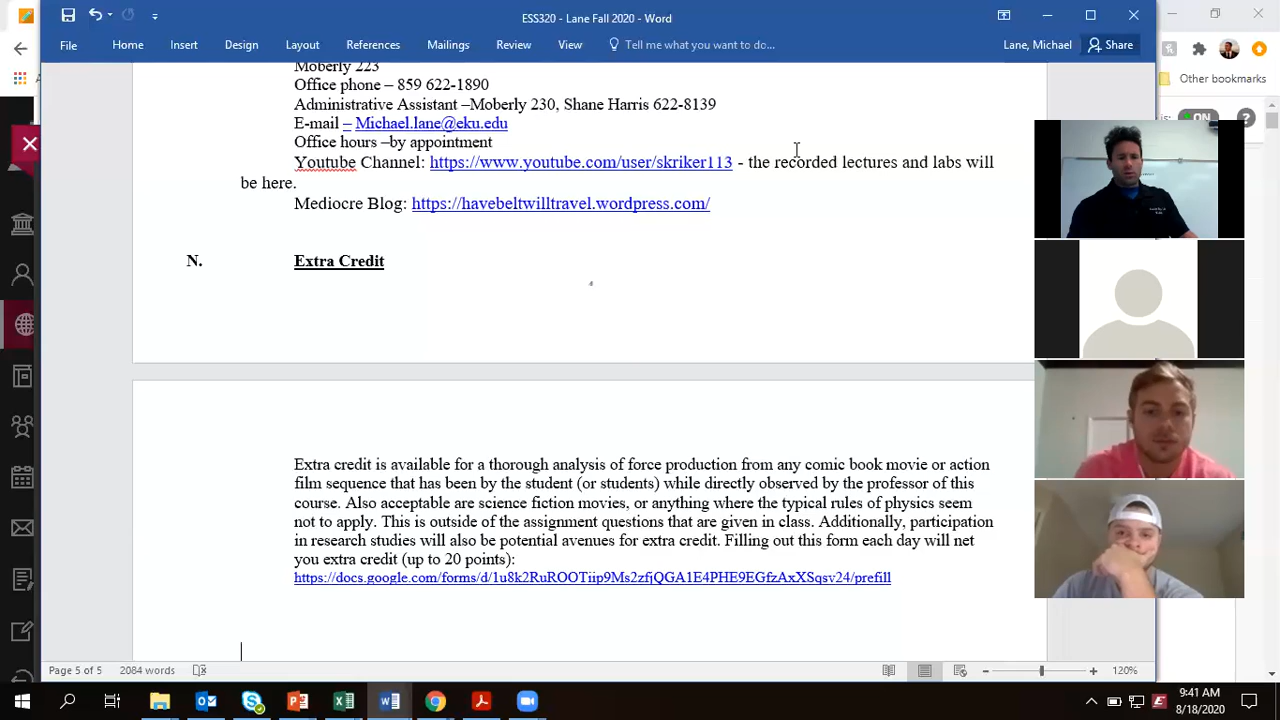 ESS320 - Lane Fall 2020 - Word
File Home Insert Design Layout References Mailings Review View Tell me what you want to do... Lane, Michael Share
Other bookmarks
ON
Moberly 223
Office phone – 859 622-1890
Administrative Assistant –Moberly 230, Shane Harris 622-8139
E-mail – Michael.lane@eku.edu
Office hours –by appointment
Youtube Channel: https://www.youtube.com/user/skriker113 - the recorded lectures and labs will
be here.
Mediocre Blog: https://havebeltwilltravel.wordpress.com/
N. Extra Credit
Extra credit is available for a thorough analysis of force production from any comic book movie or action
film sequence that has been by the student (or students) while directly observed by the professor of this
course. Also acceptable are science fiction movies, or anything where the typical rules of physics seem
not to apply. This is outside of the assignment questions that are given in class. Additionally, participation
in research studies will also be potential avenues for extra credit. Filling out this form each day will net
you extra credit (up to 20 points):
https://docs.google.com/forms/d/1u8k2RuROOTiip9Ms2zfjQGA1E4PHE9EGfzAxXSqsv24/prefill
Page 5 of 5 2084 words 120%
9:41 AM
8/18/2020